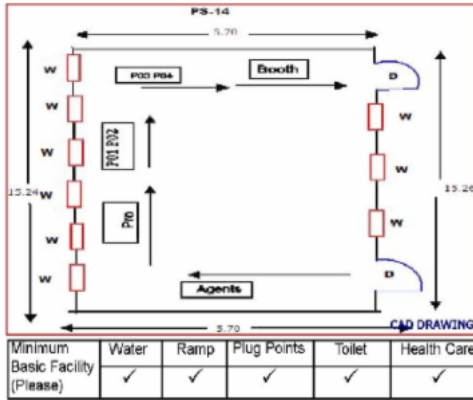 PS-14
5.70
W
P03 P04
Booth
D
W
W
P01 P02
W
W
15.24
15.26
W
W
Pro
W
W
D
Agents
CAD DRAWING
5.70
Minimum Basic Facility (Please) Water Ramp Plug Points Toilet Health Care
✓ ✓ ✓ ✓ ✓